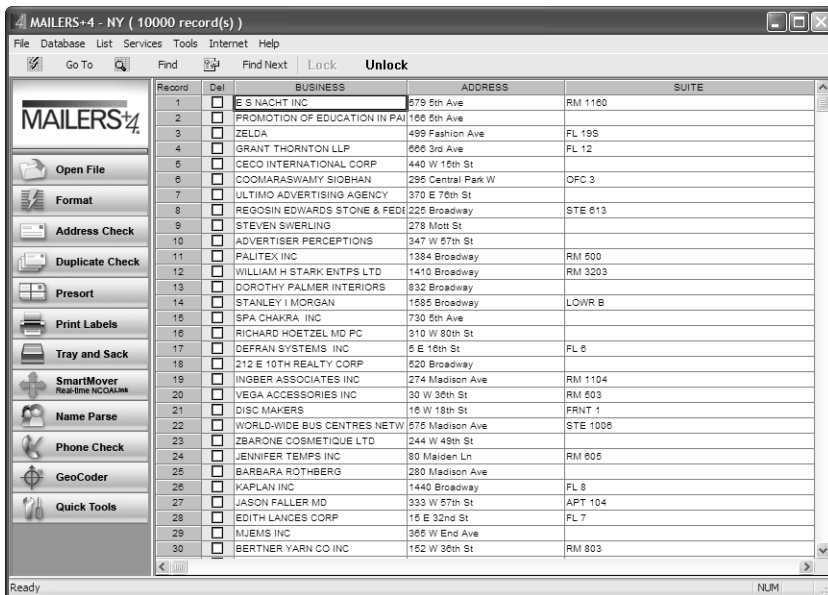 MAILERS+4 - NY ( 10000 record(s) )
File Database List Services Tools Internet Help
Go To Find Find Next Lock Unlock
MAILERS+4
Open File
Format
Address Check
Duplicate Check
Presort
Print Labels
Tray and Sack
SmartMover
Real-time NCOALink
Name Parse
Phone Check
GeoCoder
Quick Tools
Record Del BUSINESS ADDRESS SUITE
1 E S NACHT INC 579 5th Ave RM 1160
2 PROMOTION OF EDUCATION IN PAI 166 5th Ave
3 ZELDA 499 Fashion Ave FL 19S
4 GRANT THORNTON LLP 666 3rd Ave FL 12
5 CECO INTERNATIONAL CORP 440 W 15th St
6 COOMARASWAMY SIOBHAN 295 Central Park W OFC 3
7 ULTIMO ADVERTISING AGENCY 370 E 76th St
8 REGOSIN EDWARDS STONE & FEDE 225 Broadway STE 613
9 STEVEN SWERLING 278 Mott St
10 ADVERTISER PERCEPTIONS 347 W 57th St
11 PALITEX INC 1384 Broadway RM 500
12 WILLIAM H STARK ENTPS LTD 1410 Broadway RM 3203
13 DOROTHY PALMER INTERIORS 832 Broadway
14 STANLEY I MORGAN 1585 Broadway LOWR B
15 SPA CHAKRA INC 730 5th Ave
16 RICHARD HOETZEL MD PC 310 W 80th St
17 DEFRAN SYSTEMS INC 5 E 16th St FL 6
18 212 E 10TH REALTY CORP 520 Broadway
19 INGBER ASSOCIATES INC 274 Madison Ave RM 1104
20 VEGA ACCESSORIES INC 30 W 36th St RM 503
21 DISC MAKERS 16 W 18th St FRNT 1
22 WORLD-WIDE BUS CENTRES NETW 575 Madison Ave STE 1006
23 ZBARONE COSMETIQUE LTD 244 W 49th St
24 JENNIFER TEMPS INC 80 Maiden Ln RM 605
25 BARBARA ROTHBERG 280 Madison Ave
26 KAPLAN INC 1440 Broadway FL 8
27 JASON FALLER MD 333 W 57th St APT 104
28 EDITH LANCES CORP 15 E 32nd St FL 7
29 MJEMS INC 365 W End Ave
30 BERTNER YARN CO INC 152 W 36th St RM 803
Ready NUM